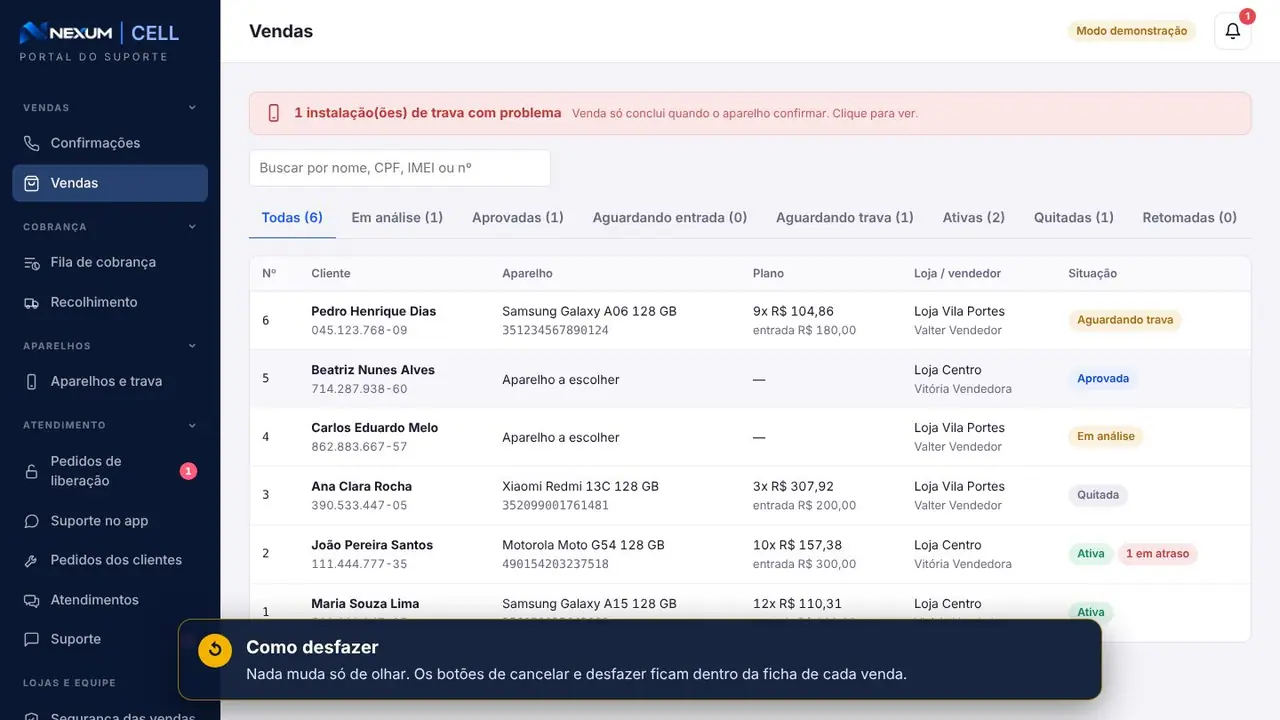 NEXUM | CELL
PORTAL DO SUPORTE
VENDAS
Confirmações
Vendas
COBRANÇA
Fila de cobrança
Recolhimento
APARELHOS
Aparelhos e trava
ATENDIMENTO
Pedidos de
liberação
1
Suporte no app
Pedidos dos clientes
Atendimentos
Suporte
LOJAS E EQUIPE
Segurança das vendas
Vendas
Modo demonstração
1
1 instalação(ões) de trava com problema Venda só conclui quando o aparelho confirmar. Clique para ver.
Buscar por nome, CPF, IMEI ou nº
Todas (6) Em análise (1) Aprovadas (1) Aguardando entrada (0) Aguardando trava (1) Ativas (2) Quitadas (1) Retomadas (0)
Nº Cliente Aparelho Plano Loja / vendedor Situação
6 Pedro Henrique Dias Samsung Galaxy A06 128 GB 9x R$ 104,86 Loja Vila Portes Aguardando trava
045.123.768-09 351234567890124 entrada R$ 180,00 Valter Vendedor
5 Beatriz Nunes Alves Aparelho a escolher — Loja Centro Aprovada
714.287.938-60 Vitória Vendedora
4 Carlos Eduardo Melo Aparelho a escolher — Loja Vila Portes Em análise
862.883.667-57 Valter Vendedor
3 Ana Clara Rocha Xiaomi Redmi 13C 128 GB 3x R$ 307,92 Loja Vila Portes Quitada
390.533.447-05 352099001761481 entrada R$ 200,00 Valter Vendedor
2 João Pereira Santos Motorola Moto G54 128 GB 10x R$ 157,38 Loja Centro Ativa 1 em atraso
111.444.777-35 490154203237518 entrada R$ 300,00 Vitória Vendedora
1 Maria Souza Lima Samsung Galaxy A15 128 GB 12x R$ 110,31 Loja Centro Ativa
Como desfazer
Nada muda só de olhar. Os botões de cancelar e desfazer ficam dentro da ficha de cada venda.